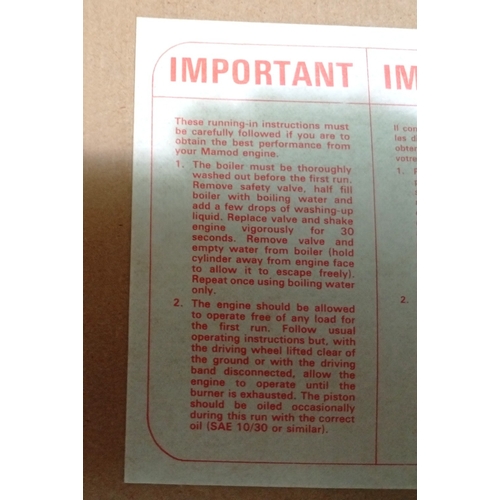 IMPORTANT
These running-in instructions must
be carefully followed if you are to
obtain the best performance from
your Mamod engine.
1. The boiler must be thoroughly
washed out before the first run.
Remove safety valve, half fill
boiler with boiling water and
add a few drops of washing-up
liquid. Replace valve and shake
engine vigorously for 30
seconds. Remove valve and
empty water from boiler (hold
cylinder away from engine face
to allow it to escape freely).
Repeat once using boiling water
only.
2. The engine should be allowed
to operate free of any load for
the first run. Follow usual
operating instructions but, with
the driving wheel lifted clear of
the ground or with the driving
band disconnected, allow the
engine to operate until the
burner is exhausted. The piston
should be oiled occasionally
during this run with the correct
oil (SAE 10/30 or similar).
IM
If con
les di
obter
votre
1.
2.